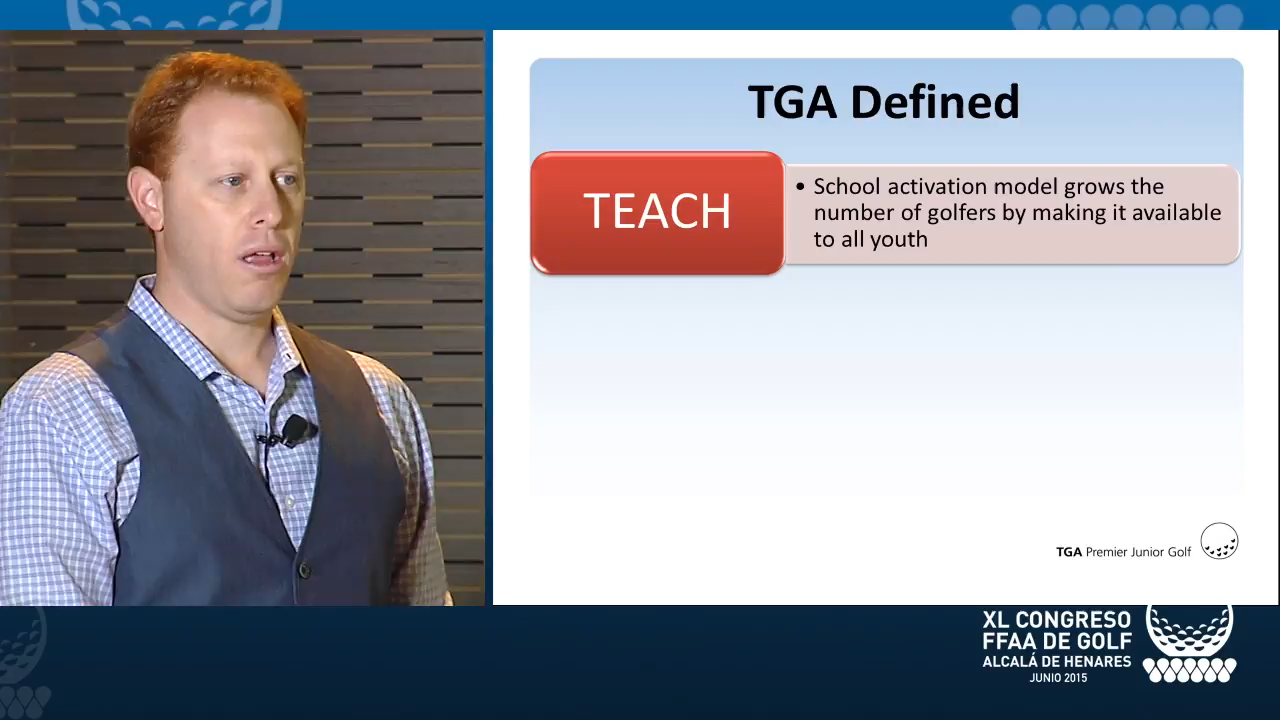 TGA Defined
TEACH
• School activation model grows the
number of golfers by making it available
to all youth
TGA Premier Junior Golf
XL CONGRESO
FFAA DE GOLF
ALCALÁ DE HENARES
JUNIO 2015